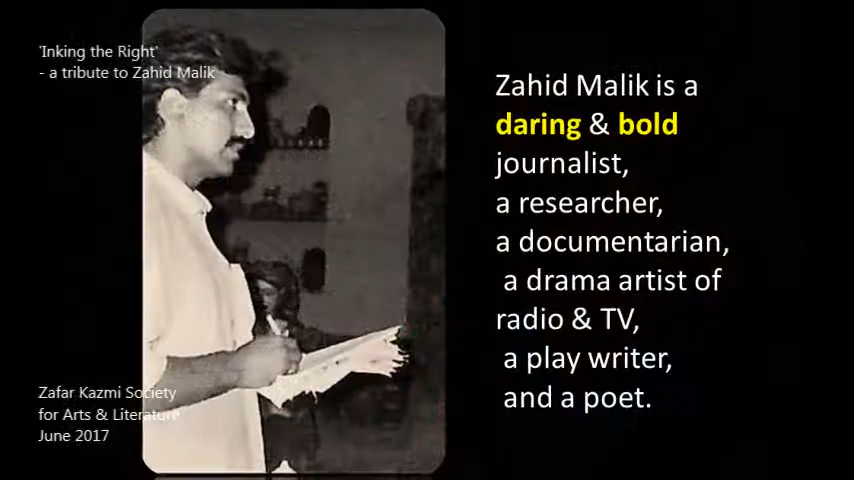 'Inking the Right'
- a tribute to Zahid Malik
Zahid Malik is a
daring & bold
journalist,
a researcher,
a documentarian,
a drama artist of
radio & TV,
a play writer,
and a poet.
Zafar Kazmi Society
for Arts & Literature
June 2017